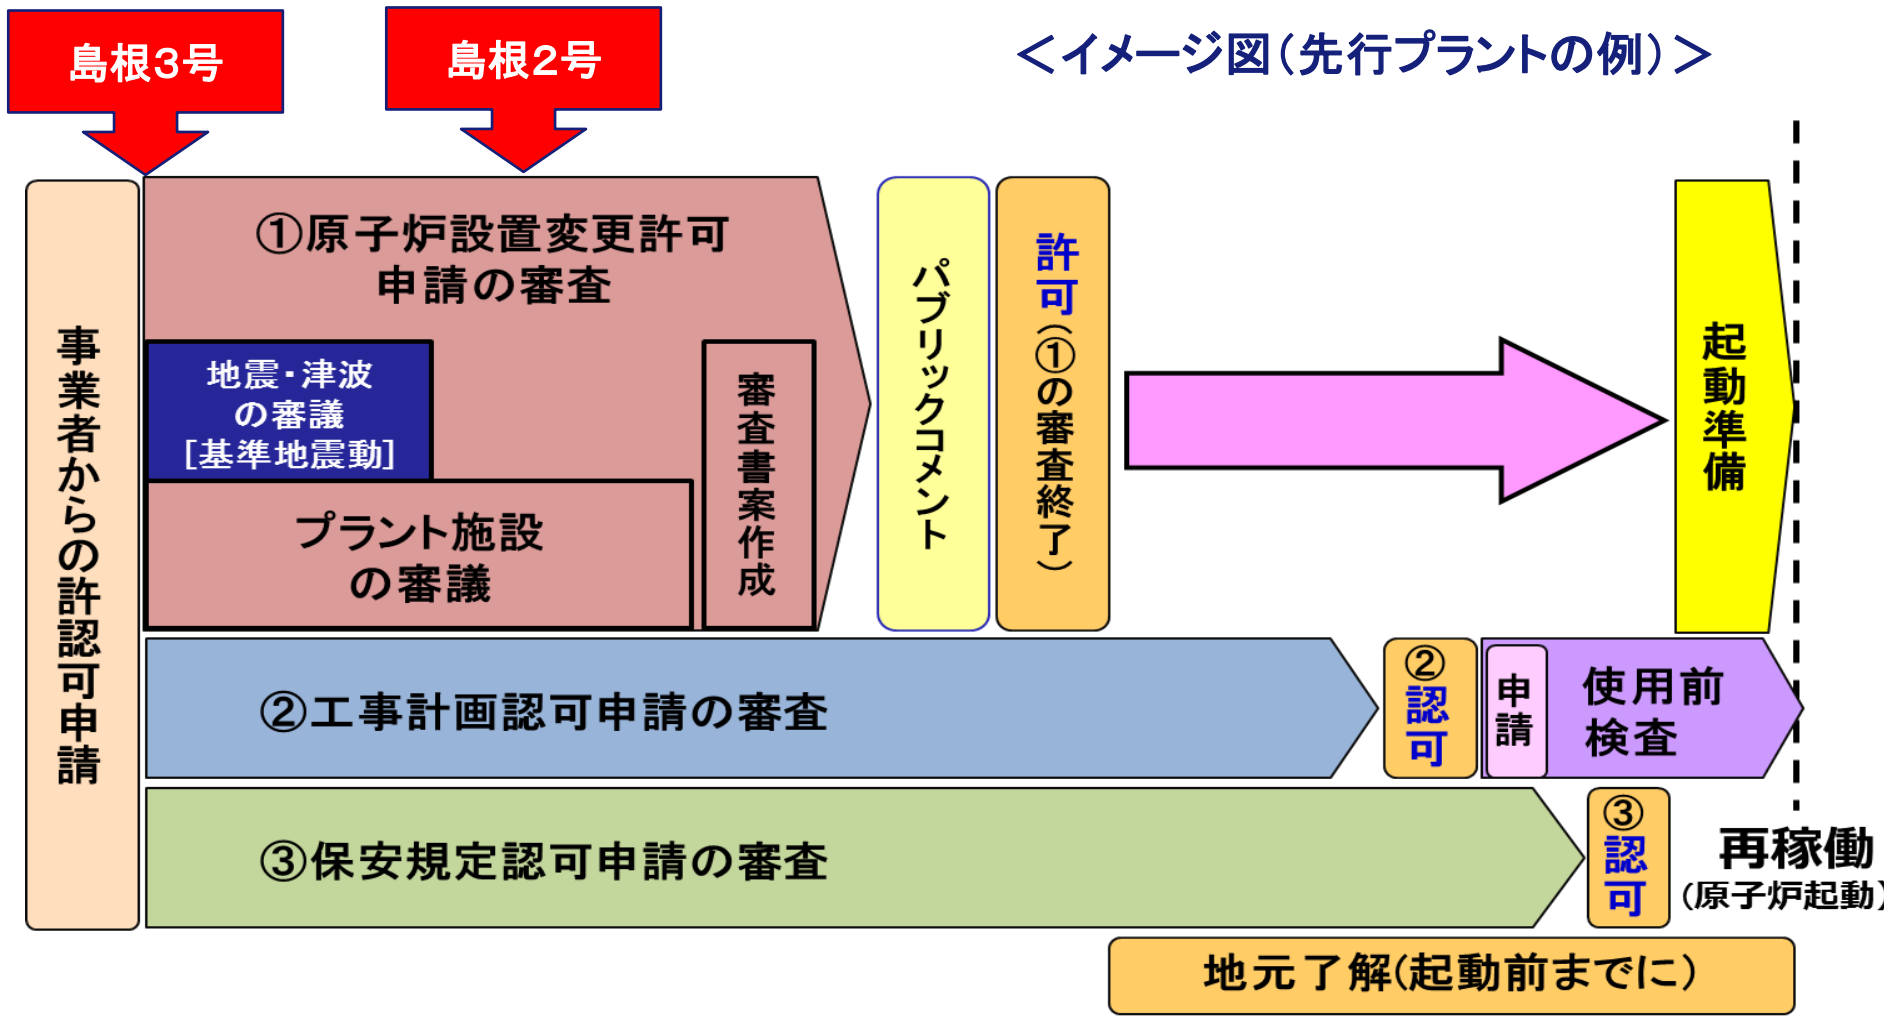 島根3号
島根2号
＜イメージ図（先行プラントの例）＞
事業者からの許認可申請
①原子炉設置変更許可
申請の審査
地震・津波
の審議
[基準地震動]
プラント施設
の審議
審査書案作成
パブリックコメント
許可（①の審査終了）
起動準備
②工事計画認可申請の審査
②認可
申請
使用前
検査
③保安規定認可申請の審査
③認可
再稼働
（原子炉起動）
地元了解(起動前までに）